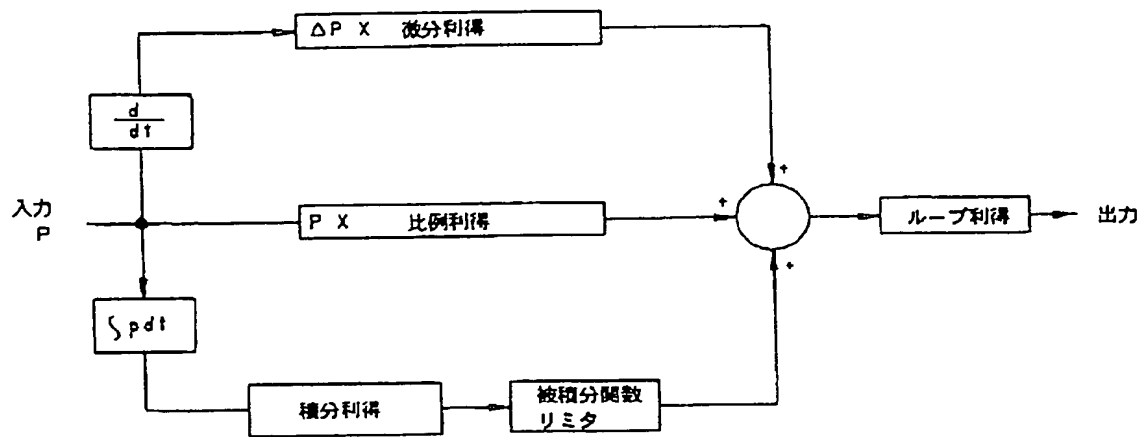 △P X 微分利得
d
dt
入力
P
P X 比例利得
+
+
+
ループ利得
出力
∫pdt
積分利得
被積分関数
リミタ